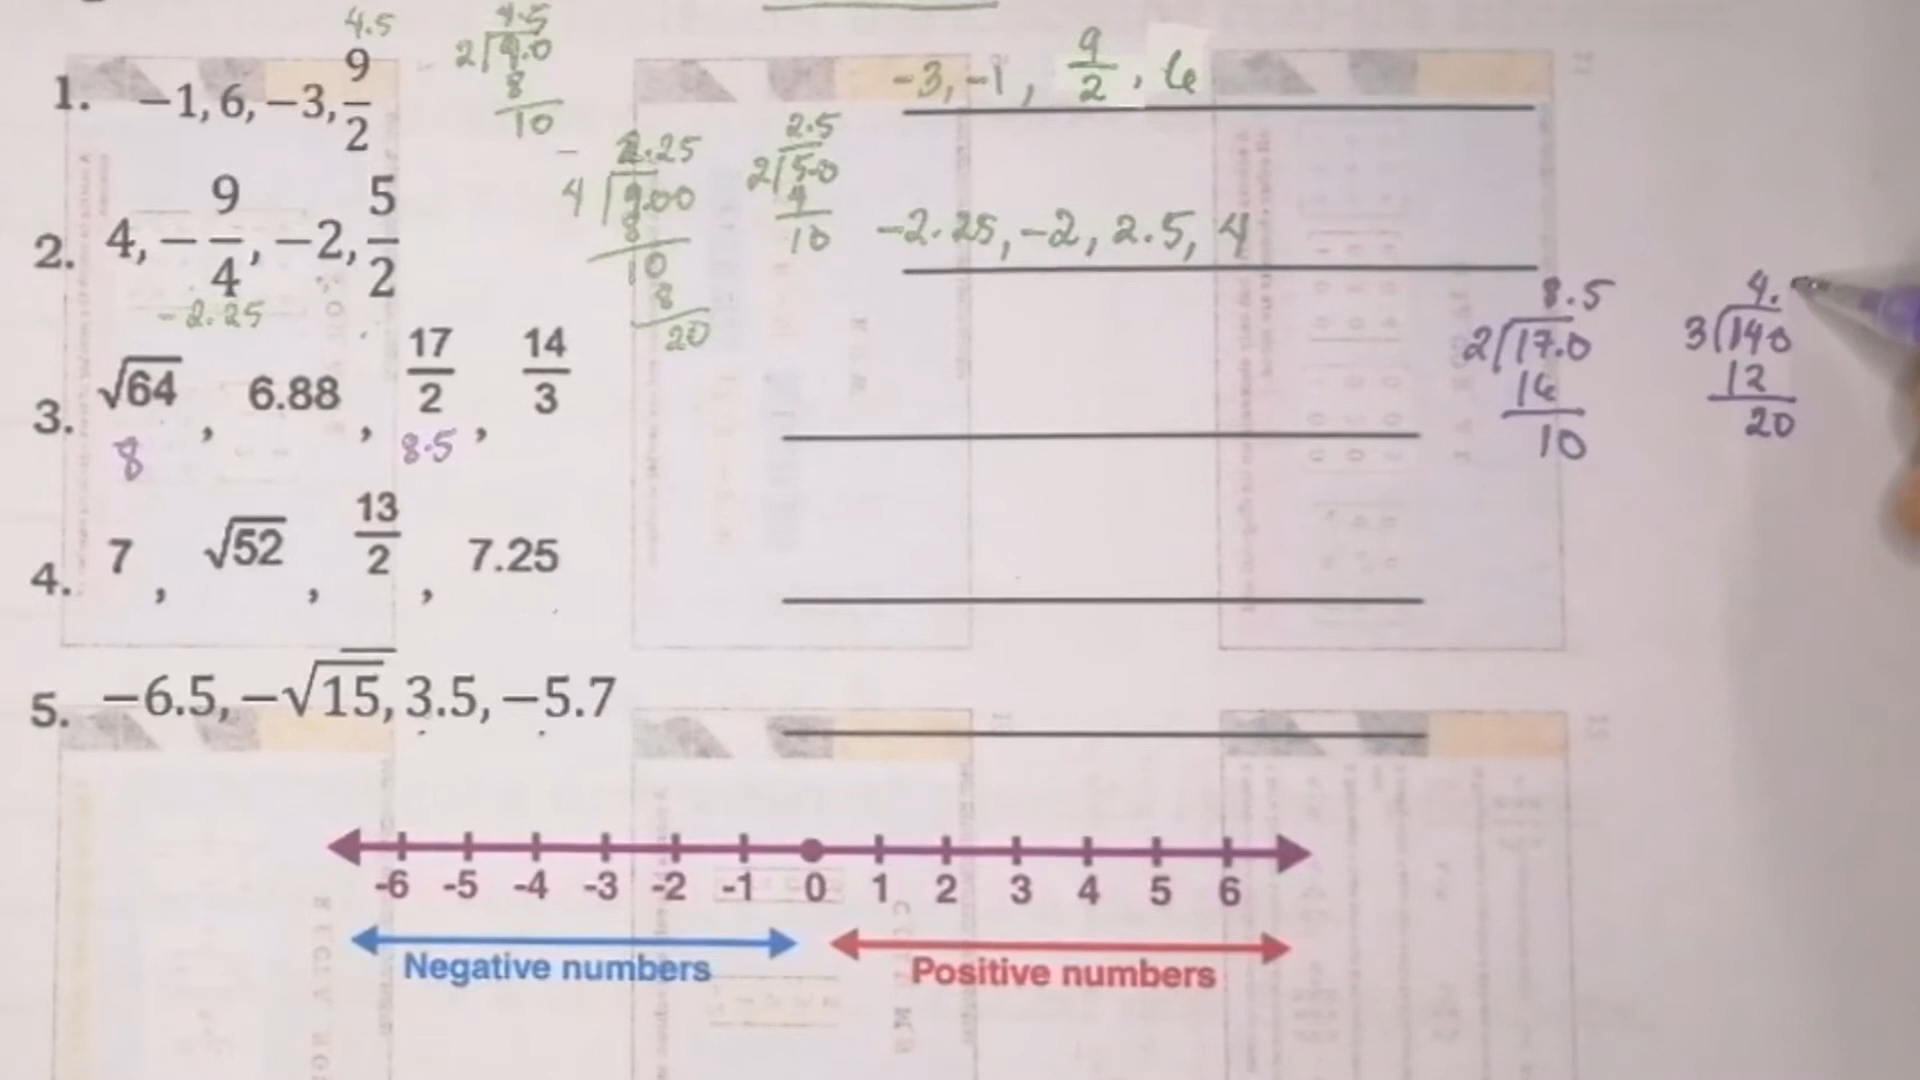 4.5
1. −1, 6, −3, 9/2
4.5
2√9.0
8
10
-3, -1, 9/2, 6
2. 4, −9/4, −2, 5/2
-2.25
2.25
4√9.00
8
10
8
20
2.5
2√5.0
4
10
-2.25, -2, 2.5, 4
3. √64, 6.88, 17/2, 14/3
8 8.5
8.5
2√17.0
16
10
4.
3√140
12
20
4. 7, √52, 13/2, 7.25
5. −6.5, −√15, 3.5, −5.7
-6 -5 -4 -3 -2 -1 0 1 2 3 4 5 6
Negative numbers Positive numbers